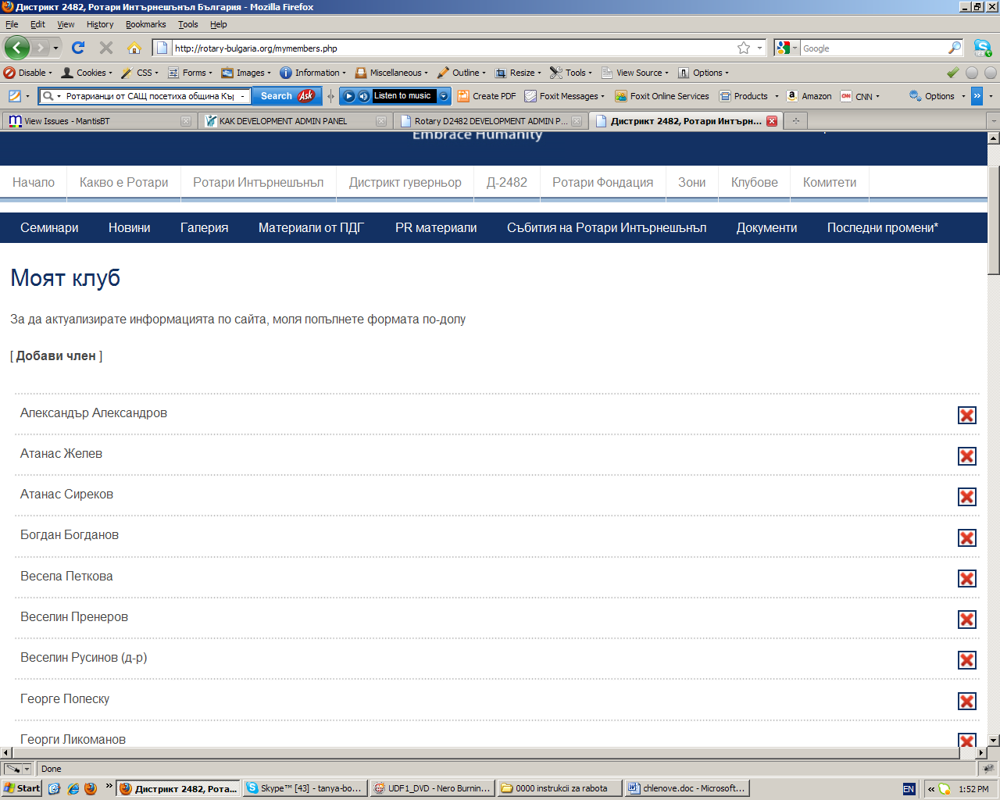 Дистрикт 2482, Ротари Интърнешънъл България - Mozilla Firefox
File Edit View History Bookmarks Tools Help
http://rotary-bulgaria.org/mymembers.php Google
Disable Cookies CSS Forms Images Information Miscellaneous Outline Resize Tools View Source Options
Ротарианци от САЩ посетиха община Къ Search Ask Listen to music Create PDF Foxit Messages Foxit Online Services Products Amazon CNN Options »
View Issues - MantisBT KAK DEVELOPMENT ADMIN PANEL Rotary D2482 DEVELOPMENT ADMIN P... Дистрикт 2482, Ротари Интърн...
Embrace Humanity
Начало Какво е Ротари Ротари Интърнешънъл Дистрикт гуверньор Д-2482 Ротари Фондация Зони Клубове Комитети
Семинари Новини Галерия Материали от ПДГ PR материали Събития на Ротари Интърнешънъл Документи Последни промени*
Моят клуб
За да актуализирате информацията по сайта, моля попълнете формата по-долу
[ Добави член ]
Александър Александров
Атанас Желев
Атанас Сиреков
Богдан Богданов
Весела Петкова
Веселин Пренеров
Веселин Русинов (д-р)
Георге Попеску
Георги Ликоманов
Done
Start » Дистрикт 2482, Рота... Skype™ [43] - tanya-bo... UDF1_DVD - Nero Burnin... 0000 instrukcii za rabota chlenove.doc - Microsoft... EN « 1:52 PM